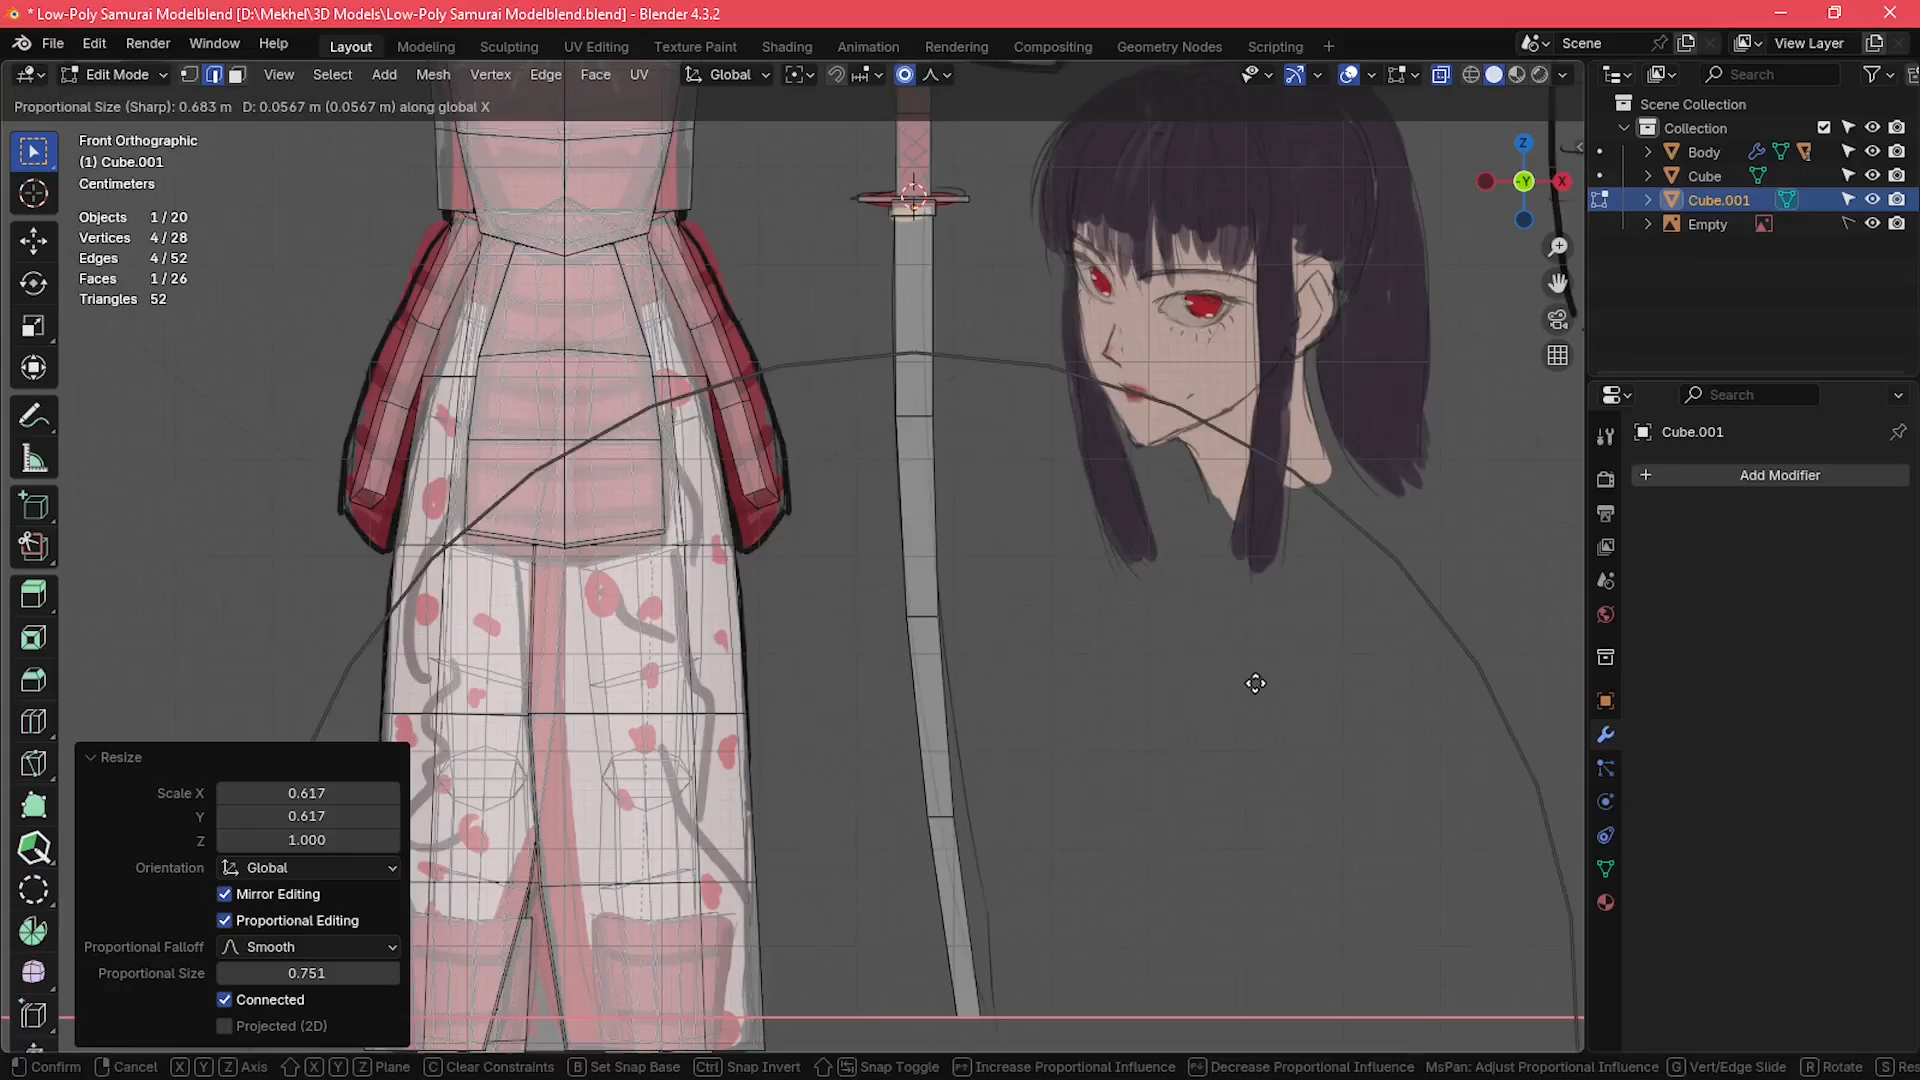 * Low-Poly Samurai Modelblend [D:\Mekhel\3D Models\Low-Poly Samurai Modelblend.blend] - Blender 4.3.2
File Edit Render Window Help Layout Modeling Sculpting UV Editing Texture Paint Shading Animation Rendering Compositing Geometry Nodes Scripting + Scene View Layer
Edit Mode View Select Add Mesh Vertex Edge Face UV Global Search
Proportional Size (Sharp): 0.683 m D: 0.0567 m (0.0567 m) along global X
Front Orthographic
(1) Cube.001
Centimeters
Objects 1 / 20
Vertices 4 / 28
Edges 4 / 52
Faces 1 / 26
Triangles 52
Z
-Y
X
Scene Collection
Collection
Body
Cube
Cube.001
Empty
Search
Cube.001
+ Add Modifier
Resize
Scale X 0.617
Y 0.617
Z 1.000
Orientation Global
Mirror Editing
Proportional Editing
Proportional Falloff Smooth
Proportional Size 0.751
Connected
Projected (2D)
Confirm Cancel X Y Z Axis X Y Z Plane C Clear Constraints B Set Snap Base Ctrl Snap Invert Snap Toggle Increase Proportional Influence Decrease Proportional Influence MsPan: Adjust Proportional Influence G Vert/Edge Slide R Rotate S Res